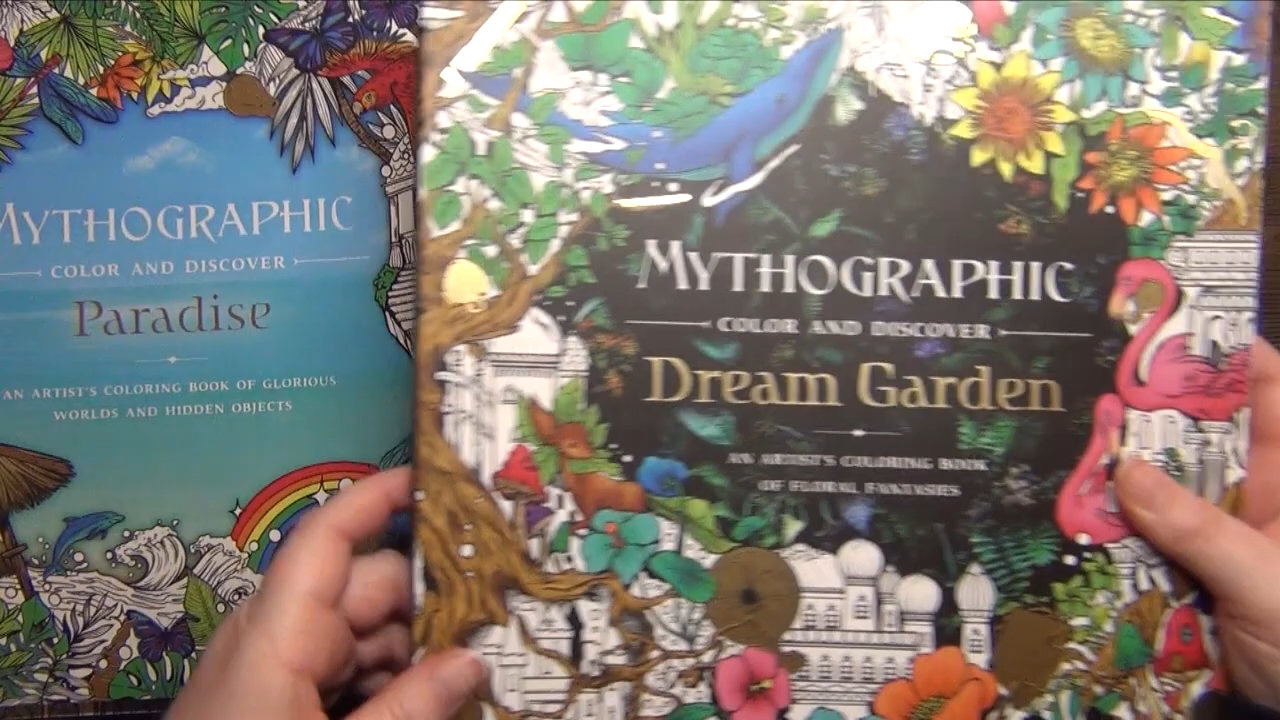 MYTHOGRAPHIC
COLOR AND DISCOVER
Paradise
AN ARTIST'S COLORING BOOK OF GLORIOUS
WORLDS AND HIDDEN OBJECTS
MYTHOGRAPHIC
COLOR AND DISCOVER
Dream Garden
AN ARTIST'S COLORING BOOK
OF FLORAL FANTASIES